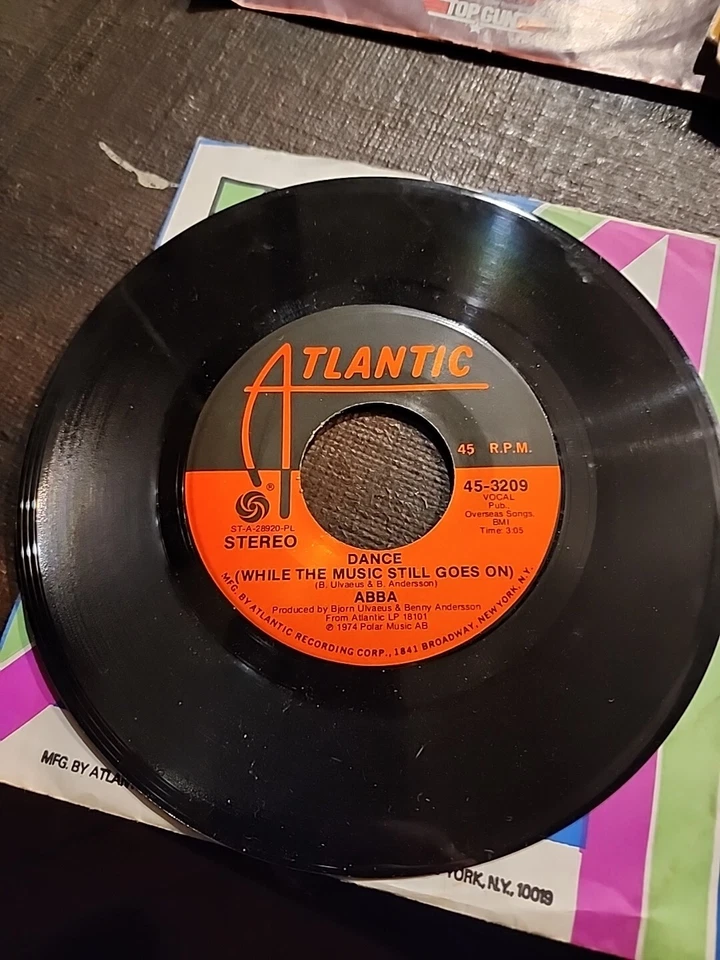 TOP GUN
ATLANTIC
45 R.P.M.
45-3209
VOCAL
Pub.,
Overseas Songs,
BMI
Time: 3:05
®
ST-A-28920-PL
STEREO
DANCE
(WHILE THE MUSIC STILL GOES ON)
(B. Ulvaeus & B. Andersson)
ABBA
Produced by Bjorn Ulvaeus & Benny Andersson
From Atlantic LP 18101
℗ 1974 Polar Music AB
MFG. BY ATLANTIC RECORDING CORP., 1841 BROADWAY, NEW YORK, N.Y.
MFG. BY ATLAN
YORK, N.Y., 10019